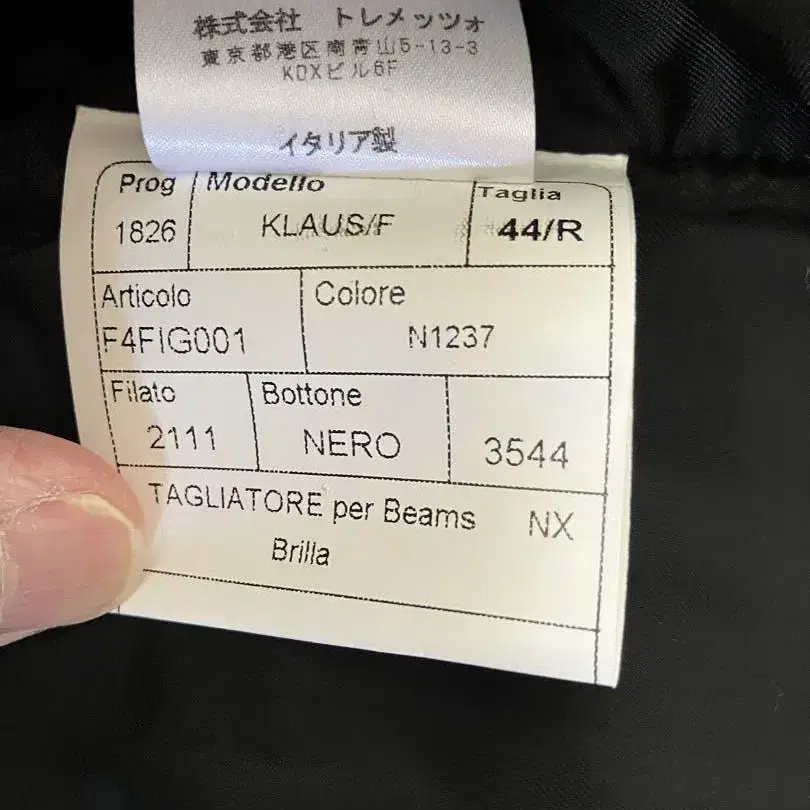 株式会社 トレメッツォ
東京都港区南青山5-13-3
KDXビル6F
イタリア製
Prog Modello Taglia
1826 KLAUS/F 44/R
Articolo Colore
F4FIG001 N1237
Filato Bottone
2111 NERO 3544
TAGLIATORE per Beams NX
Brilla